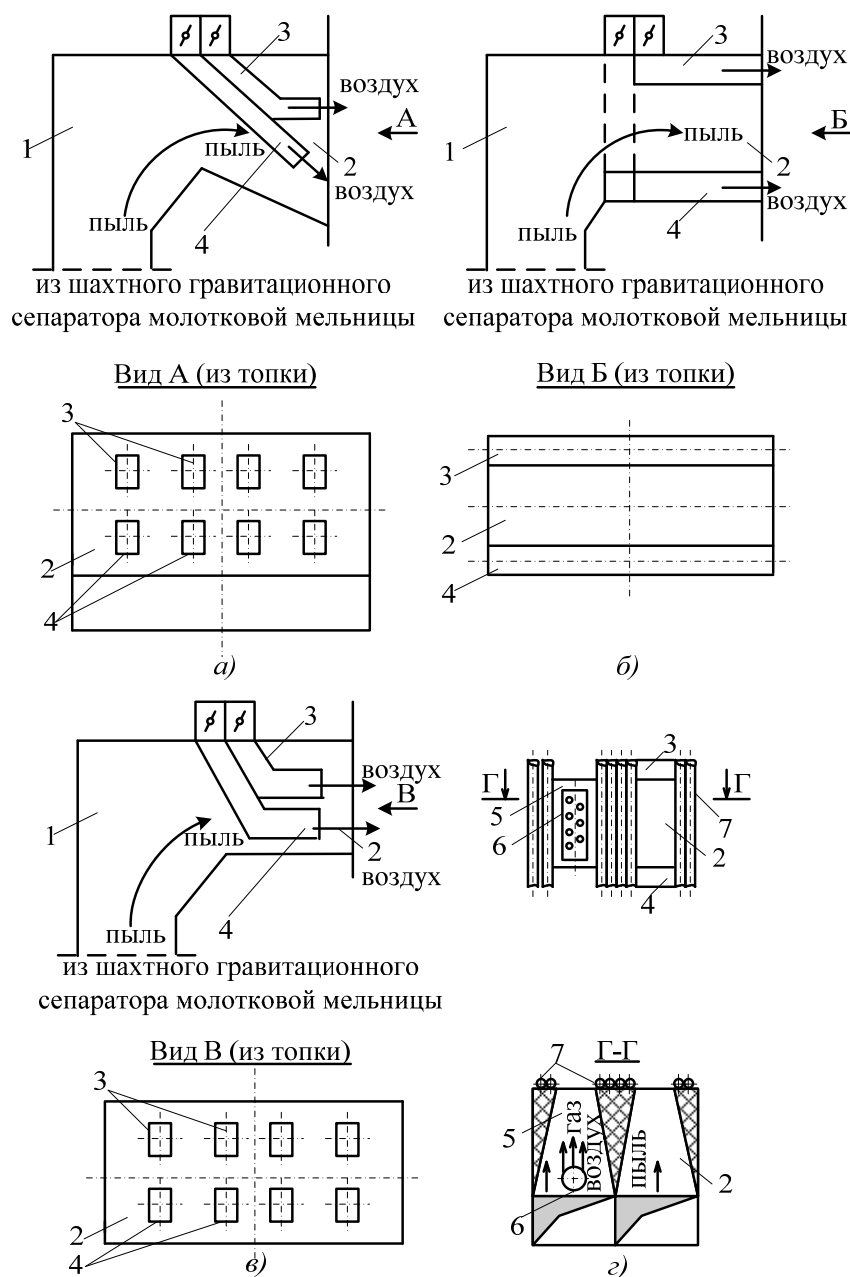 3
воздух
А
1
пыль
2
4
воздух
пыль
из шахтного гравитационного
сепаратора молотковой мельницы
3
воздух
Б
1
пыль
2
воздух
4
пыль
из шахтного гравитационного
сепаратора молотковой мельницы
Вид А (из топки)
3
2
4
а)
Вид Б (из топки)
3
2
4
б)
3
воздух
В
1
пыль
2
воздух
4
пыль
из шахтного гравитационного
сепаратора молотковой мельницы
3
Г
Г
5
7
6
2
4
Вид В (из топки)
3
2
4
в)
Г-Г
7
5
газ
воздух
пыль
2
6
г)